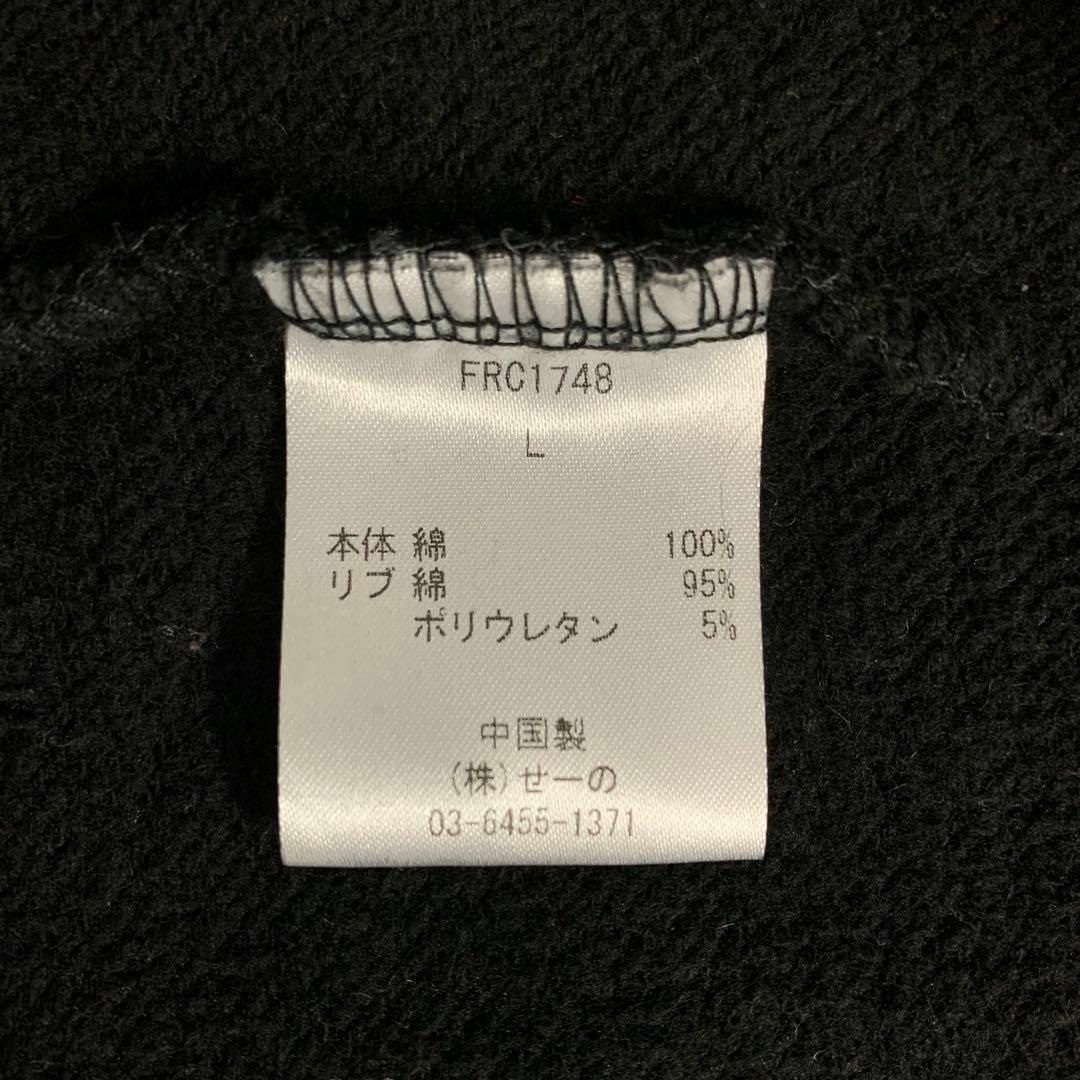 FRC1748
L
本体 綿 100%
リブ 綿 95%
ポリウレタン 5%
中国製
(株)せーの
03-6455-1371